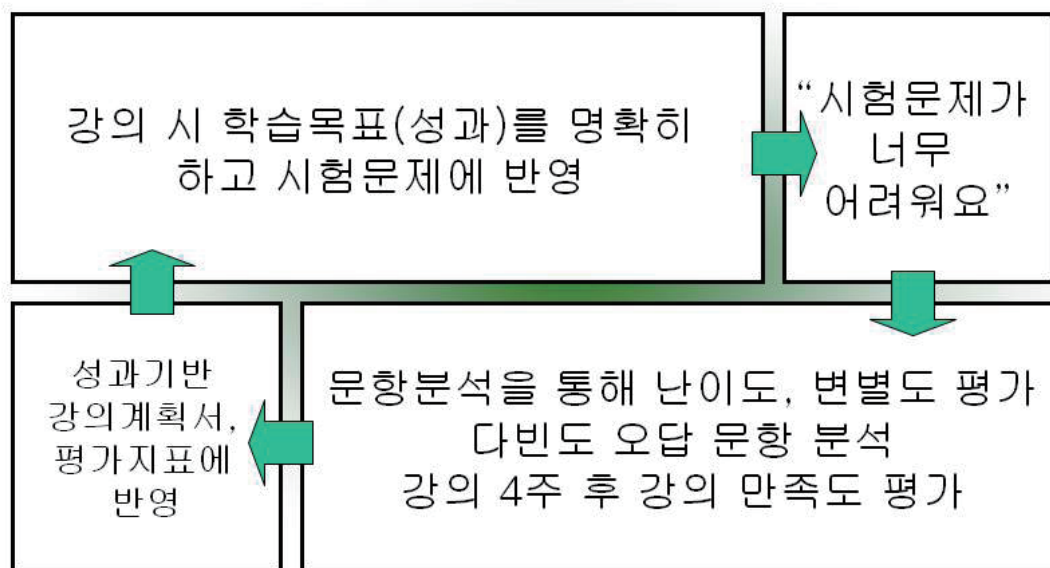 강의 시 학습목표(성과)를 명확히
하고 시험문제에 반영
“시험문제가
너무
어려워요”
문항분석을 통해 난이도, 변별도 평가
다빈도 오답 문항 분석
강의 4주 후 강의 만족도 평가
성과기반
강의계획서,
평가지표에
반영